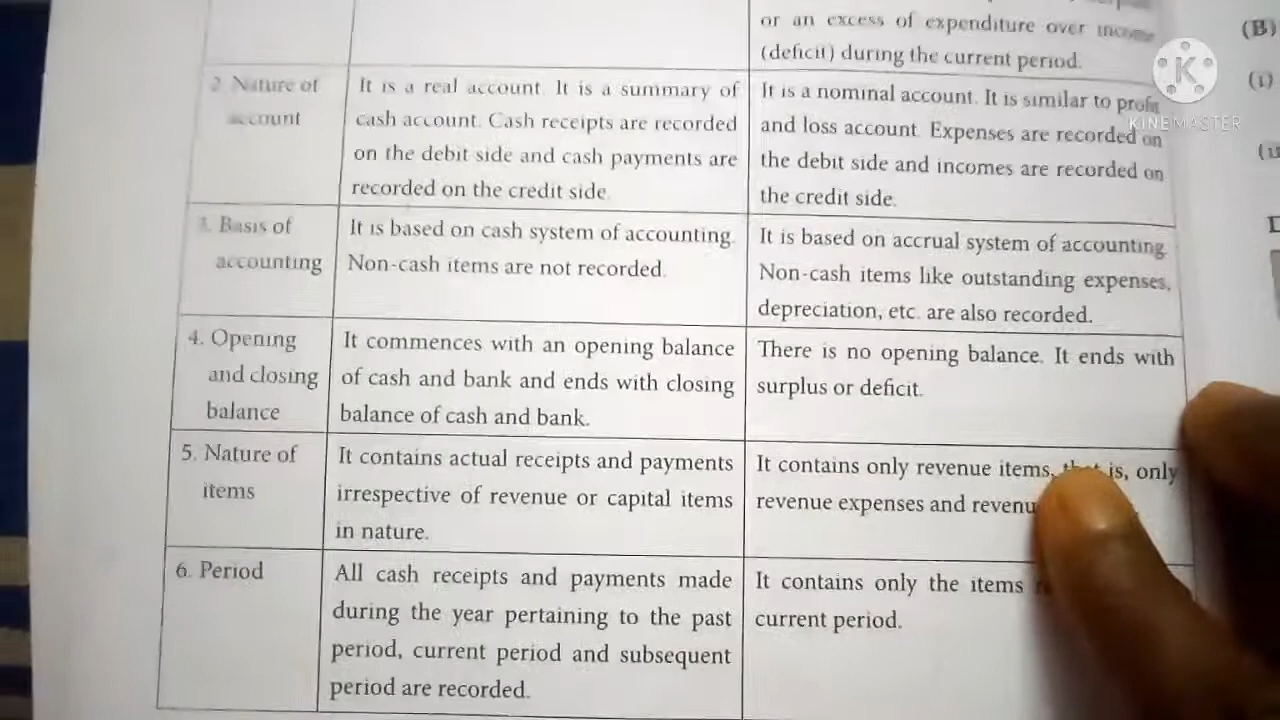 or an excess of expenditure over income
(deficit) during the current period.
2. Nature of account
It is a real account. It is a summary of
cash account. Cash receipts are recorded
on the debit side and cash payments are
recorded on the credit side.
It is a nominal account. It is similar to profit
and loss account. Expenses are recorded on
the debit side and incomes are recorded on
the credit side.
3. Basis of
accounting
It is based on cash system of accounting.
Non-cash items are not recorded.
It is based on accrual system of accounting
Non-cash items like outstanding expenses,
depreciation, etc. are also recorded.
4. Opening
and closing
balance
It commences with an opening balance
of cash and bank and ends with closing
balance of cash and bank.
There is no opening balance. It ends with
surplus or deficit.
5. Nature of
items
It contains actual receipts and payments
irrespective of revenue or capital items
in nature.
It contains only revenue items, that is, only
revenue expenses and
6. Period
All cash receipts and payments made
during the year pertaining to the past
period, current period and subsequent
period are recorded.
It contains only the items
current period.
(B)
(i)
K
KINEMASTER